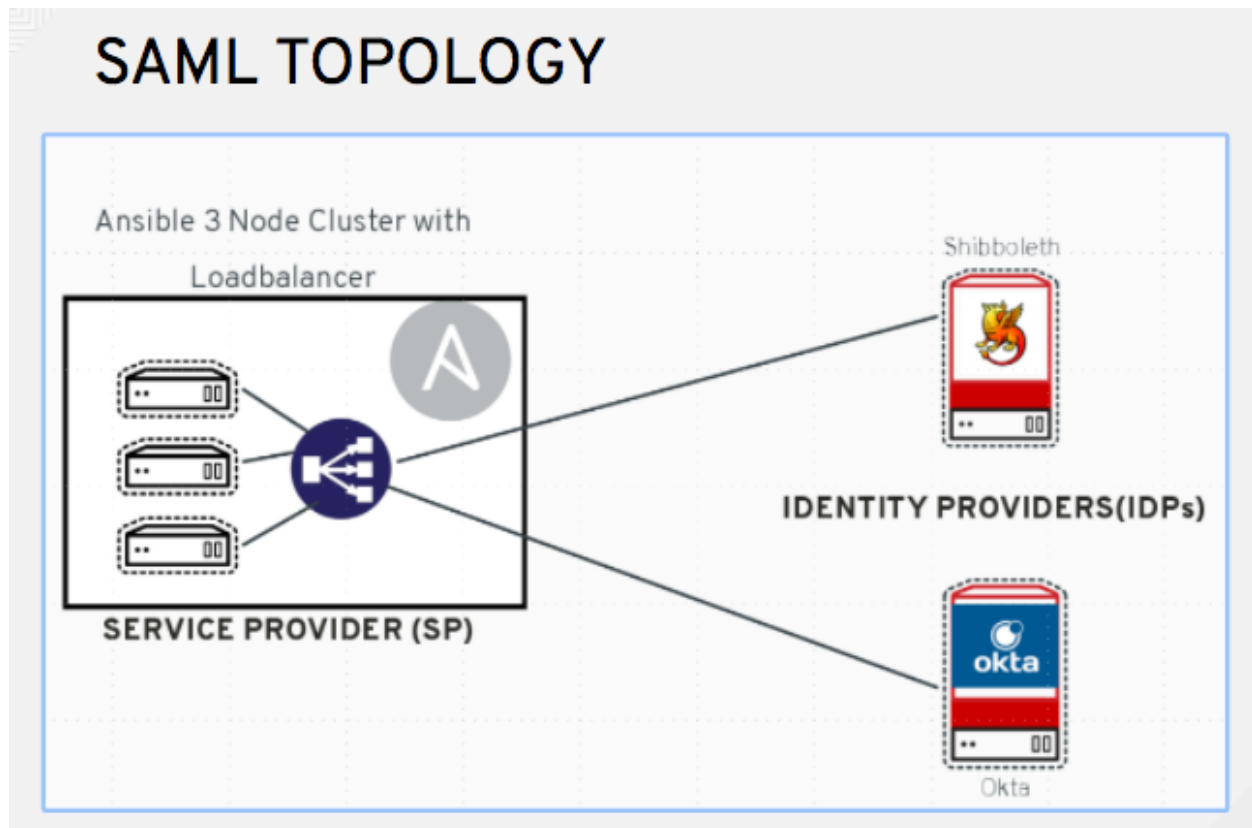 SAML TOPOLOGY
Ansible 3 Node Cluster with
Loadbalancer
SERVICE PROVIDER (SP)
Shibboleth
IDENTITY PROVIDERS(IDPs)
okta
Okta